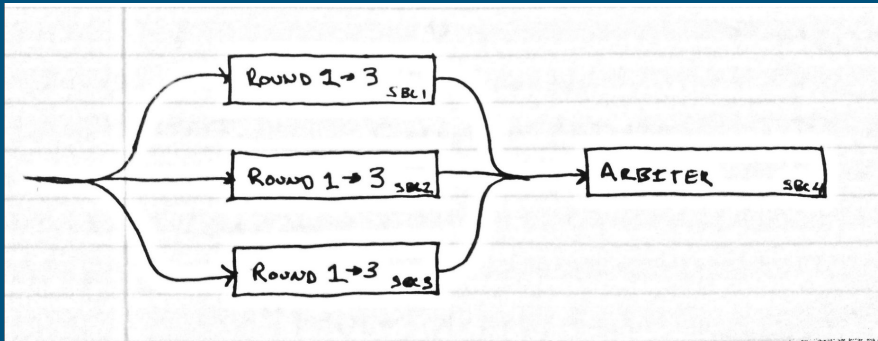 ROUND 1→3
SBC1
ROUND 1→3
SBC2
ROUND 1→3
SBC3
ARBITER
SBC4